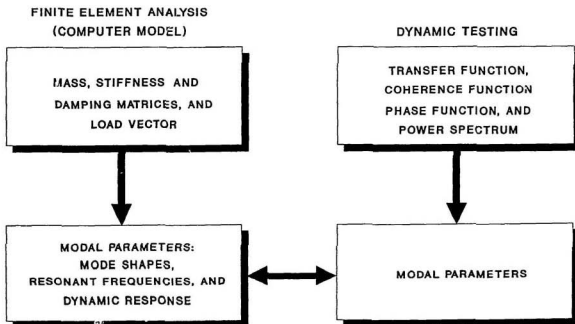 FINITE ELEMENT ANALYSIS
(COMPUTER MODEL)
MASS, STIFFNESS AND
DAMPING MATRICES, AND
LOAD VECTOR
MODAL PARAMETERS:
MODE SHAPES,
RESONANT FREQUENCIES, AND
DYNAMIC RESPONSE
DYNAMIC TESTING
TRANSFER FUNCTION,
COHERENCE FUNCTION
PHASE FUNCTION, AND
POWER SPECTRUM
MODAL PARAMETERS